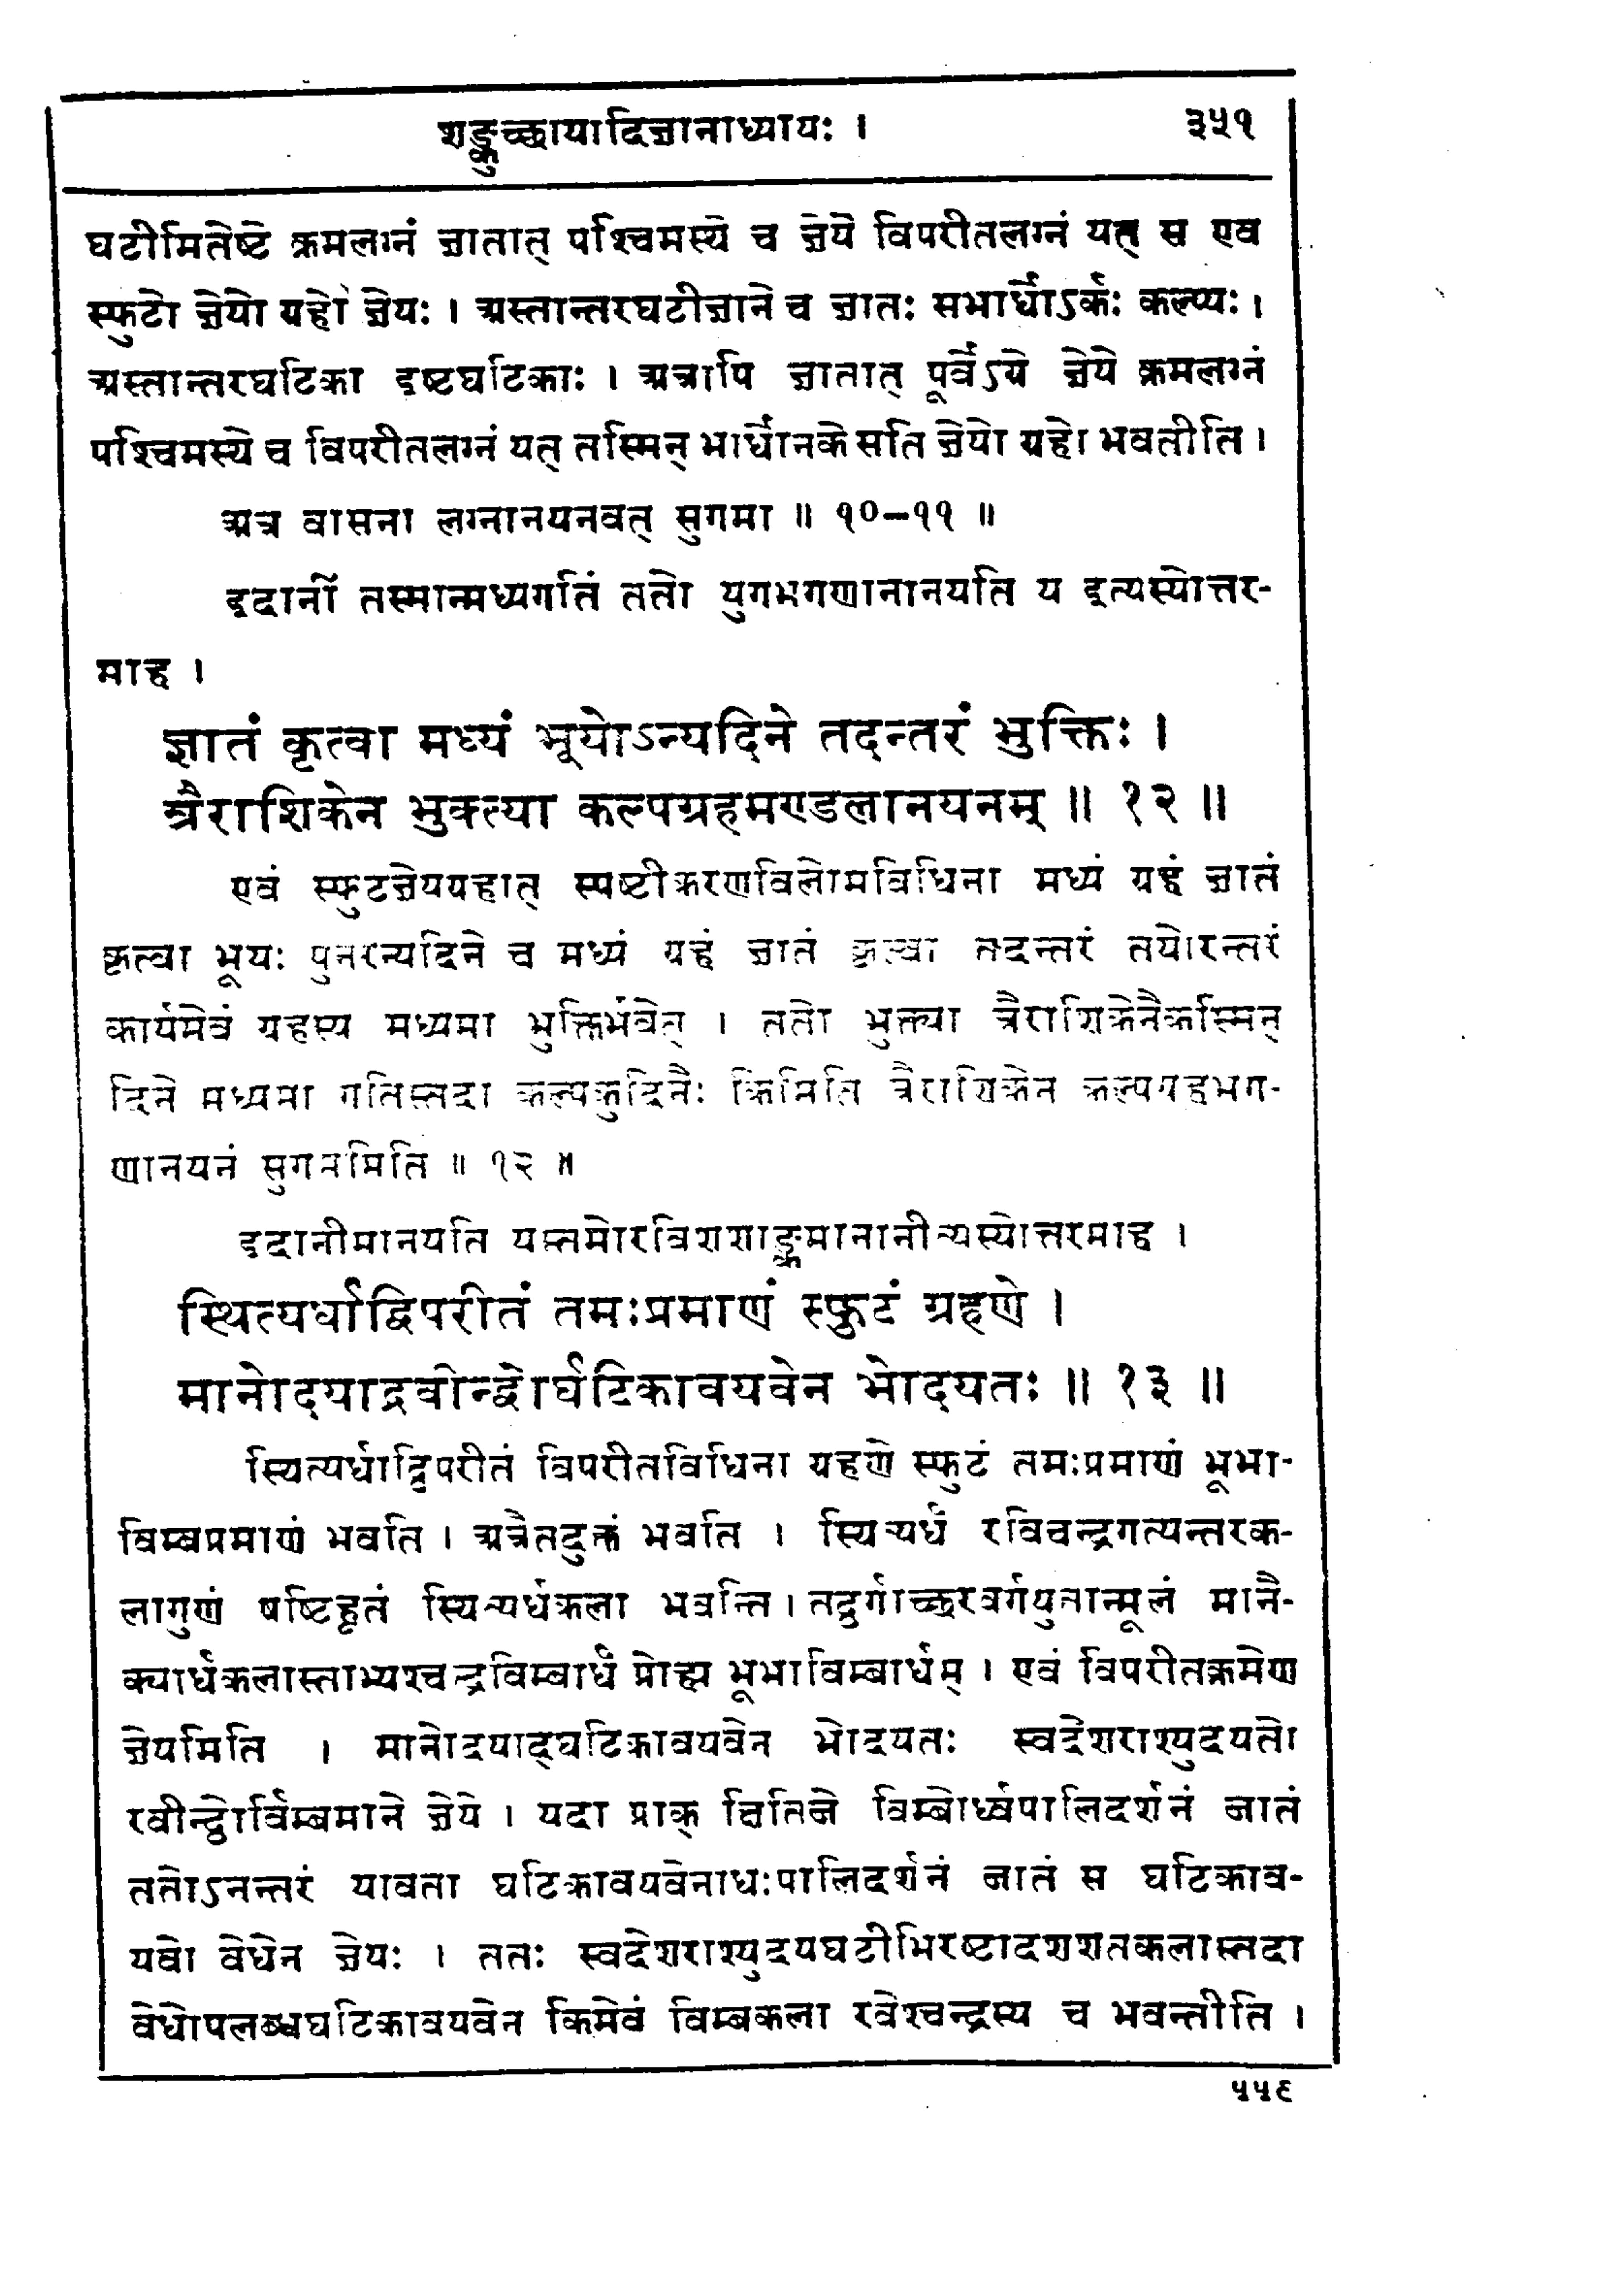 शङ्कुच्छायादिज्ञानाध्यायः । ३५१
घटीमितेष्टे क्रमलग्नं ज्ञातात् पश्चिमस्थे च ज्ञेये विपरीतलग्नं यत् स एव
स्फुटो ज्ञेयो ग्रहो ज्ञेयः । अस्तान्तरघटीज्ञाने च ज्ञातः सभार्धोऽर्कः कल्प्यः ।
अस्तान्तरघटिका इष्टघटिकाः । अत्रापि ज्ञातात् पूर्वेऽग्रे ज्ञेये क्रमलग्नं
पश्चिमस्थे च विपरीतलग्नं यत् तस्मिन् भार्धोनके सति ज्ञेयो ग्रहो भवतीति ।
अत्र वासना लग्नानयनवत् सुगमा ॥ १०-११ ॥
इदानीं तस्मान्मध्यगतिं ततो युगभगणानानयति य इत्यस्योत्तर-
माह ।
ज्ञातं कृत्वा मध्यं भूयोऽन्यदिने तदन्तरं भुक्तिः ।
त्रैराशिकेन भुक्त्या कल्पग्रहमण्डलानयनम् ॥ १२ ॥
एवं स्फुटज्ञेयग्रहात् स्पष्टीकरणविलोमविधिना मध्यं ग्रहं ज्ञातं
कृत्वा भूयः पुनरन्यदिने च मध्यं ग्रहं ज्ञातं कृत्वा तदन्तरं तयोरन्तरं
कार्यमेवं ग्रहस्य मध्यमा भुक्तिर्भवेत् । ततो भुक्त्या त्रैराशिकेनैकस्मिन्
दिने मध्यमा गतिस्तदा कल्पकुदिनैः किमिति त्रैराशिकेन कल्पग्रहभग-
णानयनं सुगममिति ॥ १२ ॥
इदानीमानयति यस्तमोरविशशाङ्कमानानीत्यस्योत्तरमाह ।
स्थित्यर्धाद्विपरीतं तमःप्रमाणं स्फुटं ग्रहणे ।
मानोदयाद्रवीन्द्वोर्घटिकावयवेन भोदयतः ॥ १३ ॥
स्थित्यर्धाद्विपरीतं विपरीतविधिना ग्रहणे स्फुटं तमःप्रमाणं भूभा-
बिम्बप्रमाणं भवति । अत्रैतदुक्तं भवति । स्थित्यर्धं रविचन्द्रगत्यन्तरक-
लागुणं षष्टिहृतं स्थित्यर्धकला भवन्ति । तद्वर्गाच्छरवर्गयुतान्मूलं मानै-
क्यार्धकलास्ताभ्यश्चन्द्रबिम्बार्धं प्रोह्य भूभाबिम्बार्धम् । एवं विपरीतक्रमेण
ज्ञेयमिति । मानोदयाद्घटिकावयवेन भोदयतः स्वदेशराश्युदयतो
रवीन्द्वोर्बिम्बमाने ज्ञेये । यदा प्राक् क्षितिजे बिम्बोर्ध्वपालिदर्शनं जातं
ततोऽनन्तरं यावता घटिकावयवेनाधःपालिदर्शनं जातं स घटिकाव-
यवो वेधेन ज्ञेयः । ततः स्वदेशराश्युदयघटीभिरष्टादशशतकलास्तदा
वेधोपलब्धघटिकावयवेन किमेवं बिम्बकला रवेश्चन्द्रस्य च भवन्तीति ।
५५६